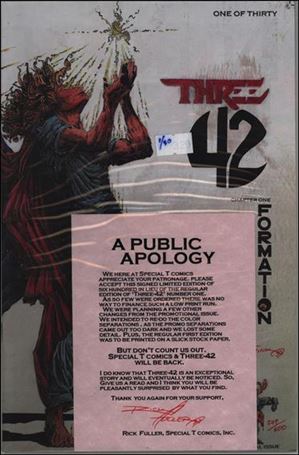 ONE OF THIRTY
THREE
42
CHAPTER ONE
FORMATION
A PUBLIC
APOLOGY
WE HERE AT SPECIAL T COMICS
APPRECIATE YOUR PATRONAGE. PLEASE
ACCEPT THIS SIGNED LIMITED EDITION OF
SIX HUNDRED IN LIEU OF THE REGULAR
EDITION OF 'THREE-42' NUMBER ONE.
AS SO FEW WERE ORDERED THERE WAS NO
WAY TO FINANCE SUCH A LOW PRINT RUN.
WE WERE PLANNING A FEW OTHER
CHANGES FROM THE PROMOTIONAL ISSUE.
WE INTENDED TO RE-DO THE COLOR
SEPARATIONS, AS THE PROMO SEPARATIONS
CAME OUT TOO DARK AND WE LOST SOME
DETAIL. PLUS, THE REGULAR FIRST EDITION
WAS TO BE PRINTED ON A SLICK STOCK PAPER.
BUT DON'T COUNT US OUT.
SPECIAL T COMICS & THREE-42
WILL BE BACK.
I DO KNOW THAT THREE-42 IS AN EXCEPTIONAL
STORY AND WILL EVENTUALLY BE NOTICED. SO,
GIVE US A READ AND I THINK YOU WILL BE
PLEASANTLY SURPRISED BY WHAT YOU FIND.
THANK YOU AGAIN FOR YOUR SUPPORT,
RICK FULLER, SPECIAL T COMICS, INC.
ISSUE